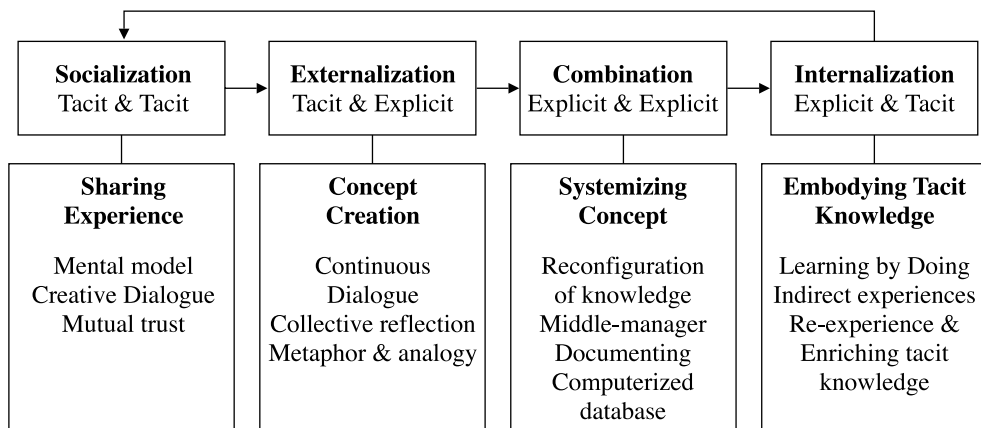 Socialization
Tacit & Tacit
Externalization
Tacit & Explicit
Combination
Explicit & Explicit
Internalization
Explicit & Tacit
Sharing
Experience
Mental model
Creative Dialogue
Mutual trust
Concept
Creation
Continuous
Dialogue
Collective reflection
Metaphor & analogy
Systemizing
Concept
Reconfiguration
of knowledge
Middle-manager
Documenting
Computerized
database
Embodying Tacit
Knowledge
Learning by Doing
Indirect experiences
Re-experience &
Enriching tacit
knowledge